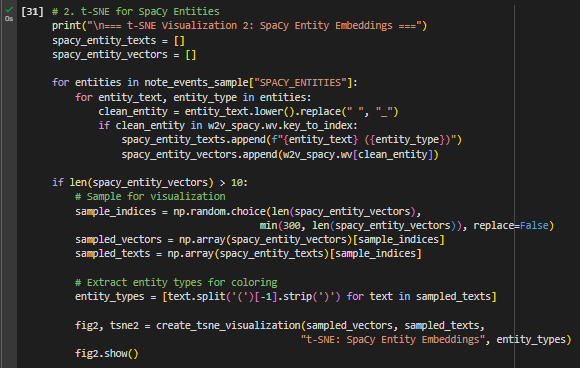 [31] # 2. t-SNE for SpaCy Entities
0s
print("\n=== t-SNE Visualization 2: SpaCy Entity Embeddings ===")
spacy_entity_texts = []
spacy_entity_vectors = []

for entities in note_events_sample["SPACY_ENTITIES"]:
    for entity_text, entity_type in entities:
        clean_entity = entity_text.lower().replace(" ", "_")
        if clean_entity in w2v_spacy.wv.key_to_index:
            spacy_entity_texts.append(f"{entity_text} ({entity_type})")
            spacy_entity_vectors.append(w2v_spacy.wv[clean_entity])

if len(spacy_entity_vectors) > 10:
    # Sample for visualization
    sample_indices = np.random.choice(len(spacy_entity_vectors),
                                    min(300, len(spacy_entity_vectors)), replace=False)
    sampled_vectors = np.array(spacy_entity_vectors)[sample_indices]
    sampled_texts = np.array(spacy_entity_texts)[sample_indices]

    # Extract entity types for coloring
    entity_types = [text.split('(')[-1].strip(')') for text in sampled_texts]

    fig2, tsne2 = create_tsne_visualization(sampled_vectors, sampled_texts,
                                           "t-SNE: SpaCy Entity Embeddings", entity_types)
    fig2.show()